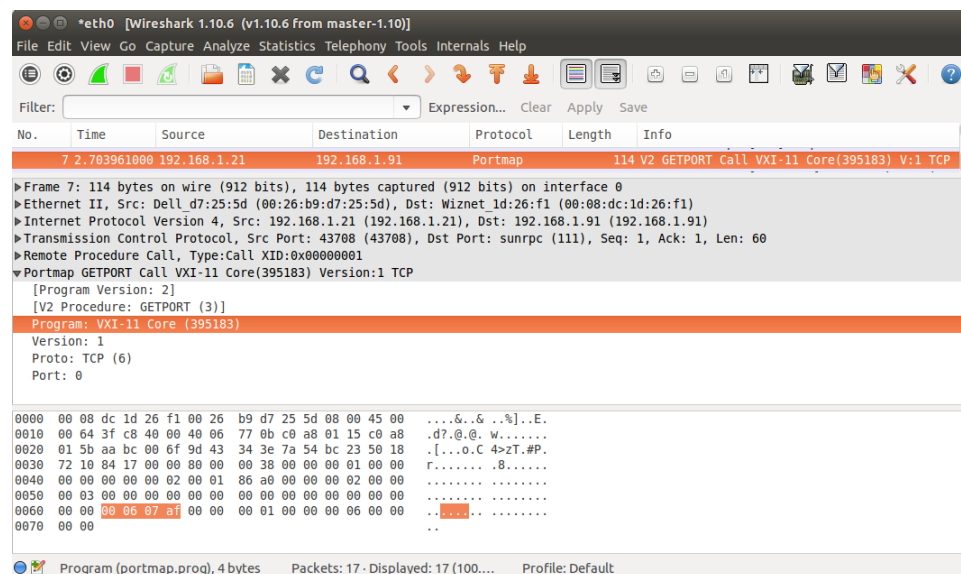 *eth0 [Wireshark 1.10.6 (v1.10.6 from master-1.10)]
File Edit View Go Capture Analyze Statistics Telephony Tools Internals Help
Filter: Expression... Clear Apply Save
No. Time Source Destination Protocol Length Info
7 2.703961000 192.168.1.21 192.168.1.91 Portmap 114 V2 GETPORT Call VXI-11 Core(395183) V:1 TCP
Frame 7: 114 bytes on wire (912 bits), 114 bytes captured (912 bits) on interface 0
Ethernet II, Src: Dell_d7:25:5d (00:26:b9:d7:25:5d), Dst: Wiznet_1d:26:f1 (00:08:dc:1d:26:f1)
Internet Protocol Version 4, Src: 192.168.1.21 (192.168.1.21), Dst: 192.168.1.91 (192.168.1.91)
Transmission Control Protocol, Src Port: 43708 (43708), Dst Port: sunrpc (111), Seq: 1, Ack: 1, Len: 60
Remote Procedure Call, Type:Call XID:0x00000001
Portmap GETPORT Call VXI-11 Core(395183) Version:1 TCP
[Program Version: 2]
[V2 Procedure: GETPORT (3)]
Program: VXI-11 Core (395183)
Version: 1
Proto: TCP (6)
Port: 0
0000 00 08 dc 1d 26 f1 00 26 b9 d7 25 5d 08 00 45 00 ....&..& ..%]..E.
0010 00 64 3f c8 40 00 40 06 77 0b c0 a8 01 15 c0 a8 .d?.@.@. w.......
0020 01 5b aa bc 00 6f 9d 43 34 3e 7a 54 bc 23 50 18 .[...o.C 4>zT.#P.
0030 72 10 84 17 00 00 80 00 00 38 00 00 00 01 00 00 r....... .8......
0040 00 00 00 00 00 02 00 01 86 a0 00 00 00 02 00 00 ........ ........
0050 00 03 00 00 00 00 00 00 00 00 00 00 00 00 00 00 ........ ........
0060 00 00 00 06 07 af 00 00 00 01 00 00 00 06 00 00 ........ ........
0070 00 00 ..
Program (portmap.prog), 4 bytes Packets: 17 · Displayed: 17 (100.... Profile: Default